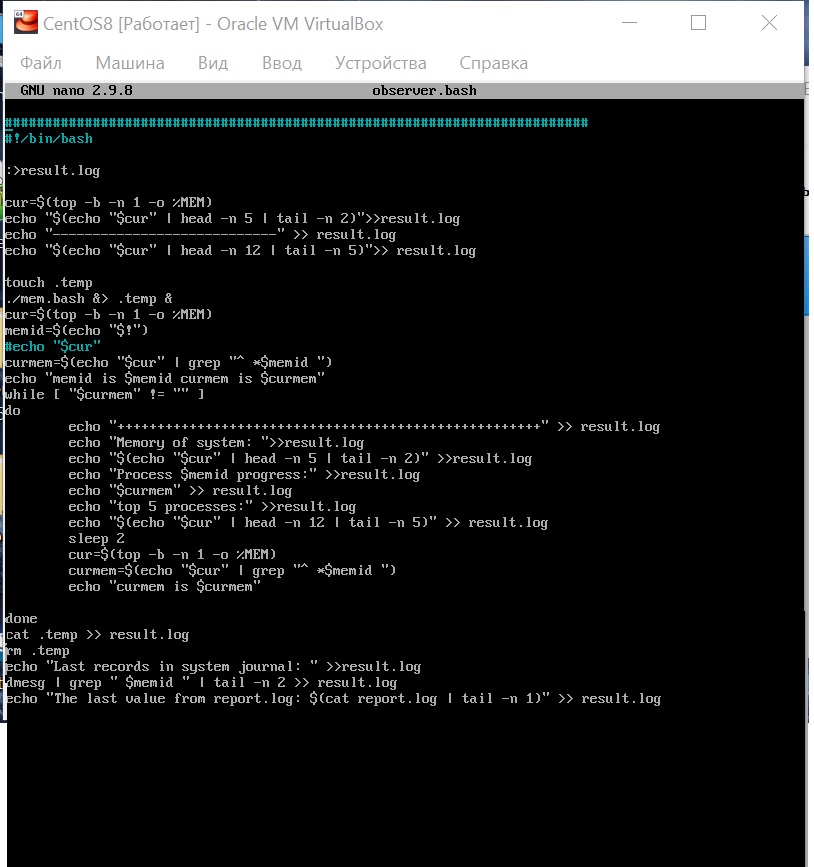 CentOS8 [Работает] - Oracle VM VirtualBox
Файл Машина Вид Ввод Устройства Справка
GNU nano 2.9.8 observer.bash
#########################################################################
#!/bin/bash
:>result.log
cur=$(top -b -n 1 -o %MEM)
echo "$(echo "$cur" | head -n 5 | tail -n 2)">>result.log
echo "----------------------------" >> result.log
echo "$(echo "$cur" | head -n 12 | tail -n 5)">> result.log
touch .temp
./mem.bash &> .temp &
cur=$(top -b -n 1 -o %MEM)
memid=$(echo "$!")
#echo "$cur"
curmem=$(echo "$cur" | grep "^ *$memid ")
echo "memid is $memid curmem is $curmem"
while [ "$curmem" != "" ]
do
echo "+++++++++++++++++++++++++++++++++++++++++++++++++++++" >> result.log
echo "Memory of system: ">>result.log
echo "$(echo "$cur" | head -n 5 | tail -n 2)" >>result.log
echo "Process $memid progress:" >>result.log
echo "$curmem" >> result.log
echo "top 5 processes:" >>result.log
echo "$(echo "$cur" | head -n 12 | tail -n 5)" >> result.log
sleep 2
cur=$(top -b -n 1 -o %MEM)
curmem=$(echo "$cur" | grep "^ *$memid ")
echo "curmem is $curmem"
done
cat .temp >> result.log
rm .temp
echo "Last records in system journal: " >>result.log
dmesg | grep " $memid " | tail -n 2 >> result.log
echo "The last value from report.log: $(cat report.log | tail -n 1)" >> result.log